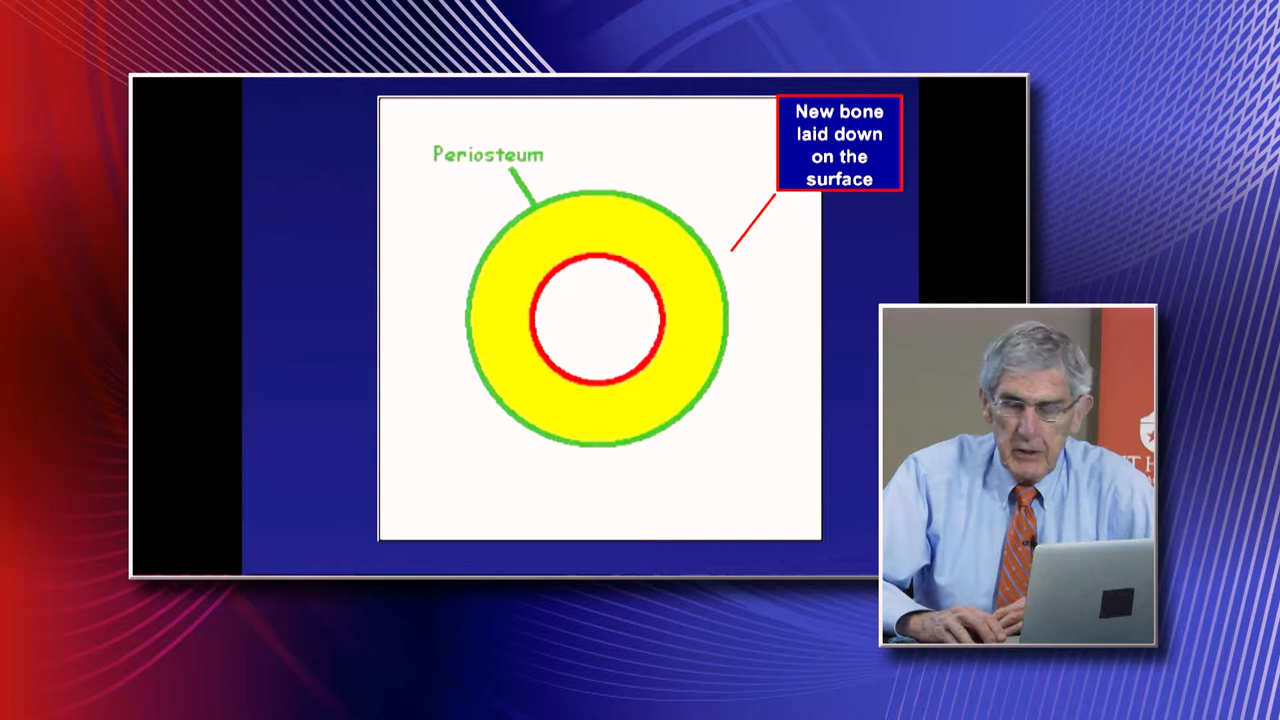 Periosteum
New bone
laid down
on the
surface